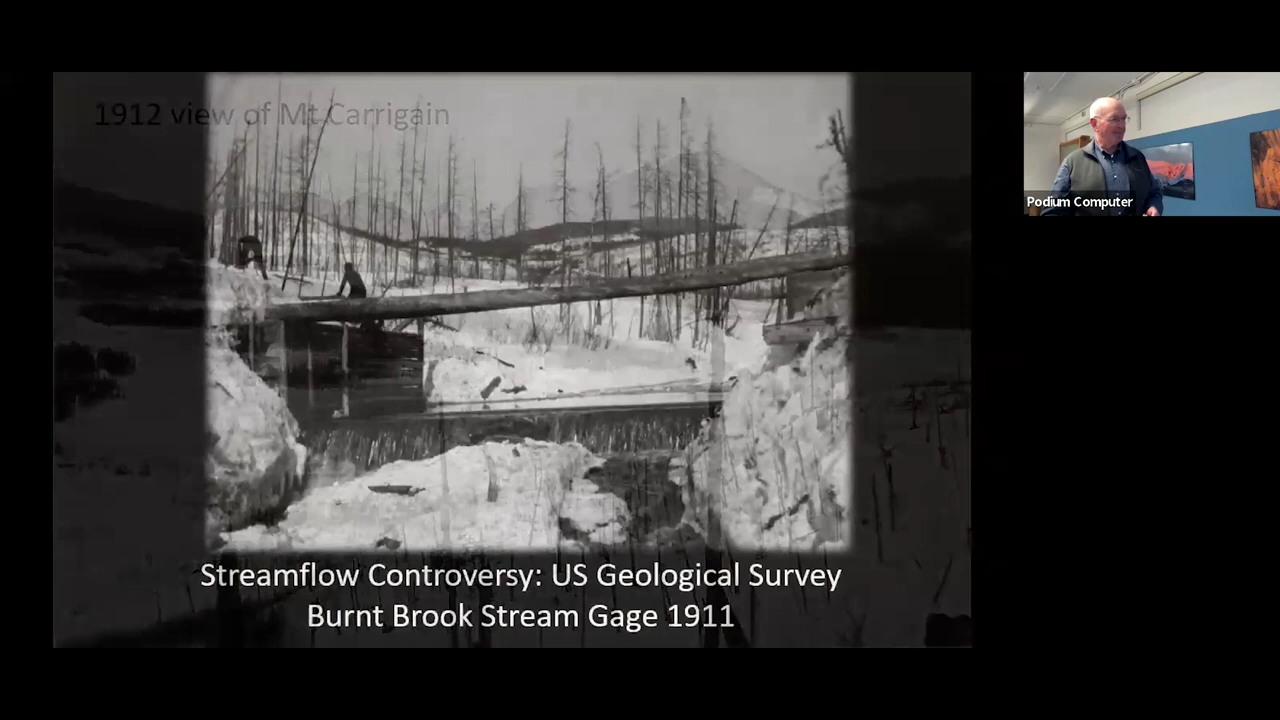 1912 view of Mt Carrigain
Podium Computer
Streamflow Controversy: US Geological Survey
Burnt Brook Stream Gage 1911